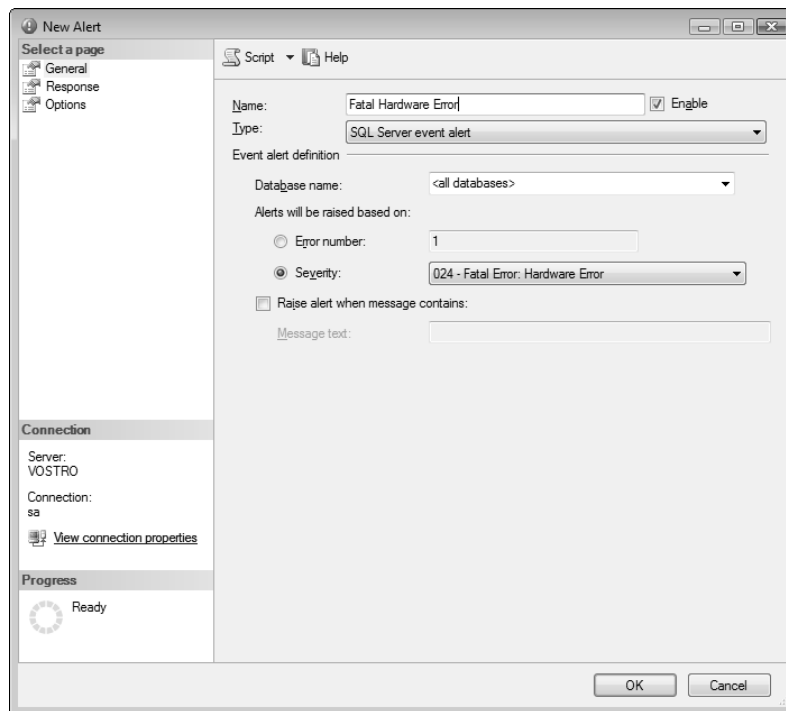 New Alert
Select a page
General
Response
Options
Script Help
Name: Fatal Hardware Error Enable
Type: SQL Server event alert
Event alert definition
Database name: <all databases>
Alerts will be raised based on:
Error number: 1
Severity: 024 - Fatal Error: Hardware Error
Raise alert when message contains:
Message text:
Connection
Server:
VOSTRO
Connection:
sa
View connection properties
Progress
Ready
OK Cancel